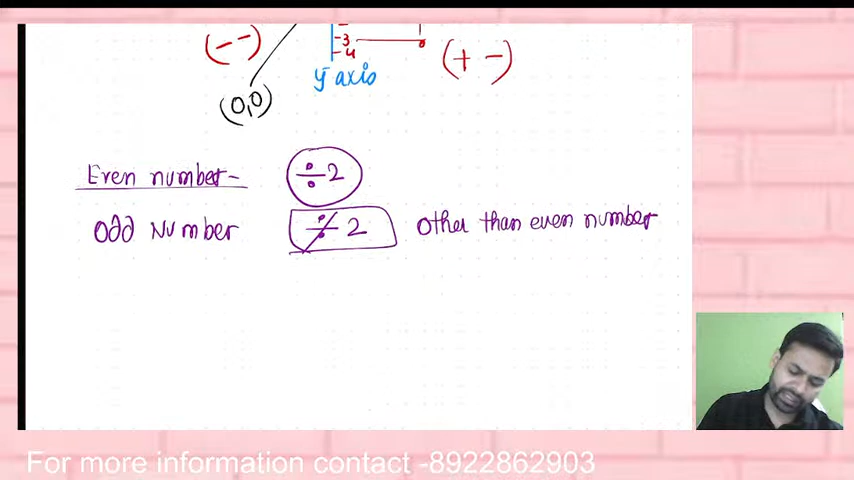 (- -)
-3
-4
(+ -)
y axis
(0,0)
Even number- ÷2
Odd Number ÷ 2 Other than even number
For more information contact -8922862903